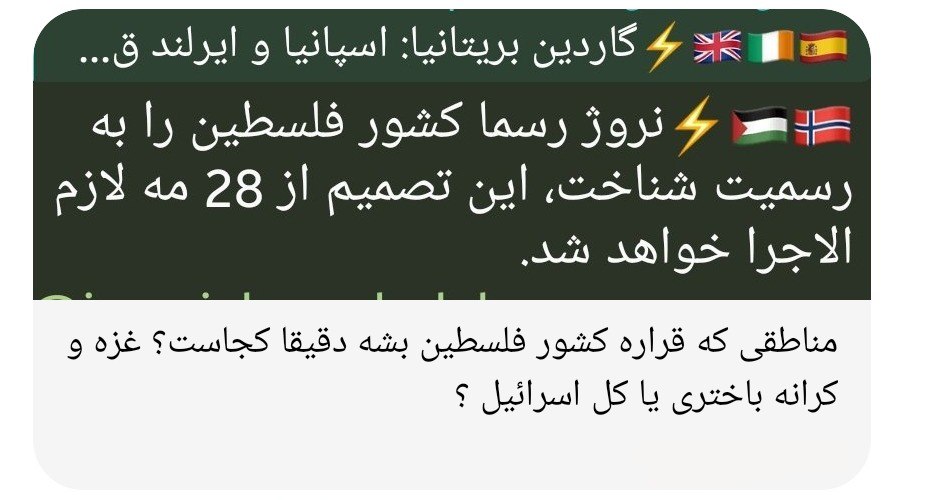 گاردین بریتانیا: اسپانیا و ایرلند ق...
نروژ رسما کشور فلسطین را به
رسمیت شناخت، این تصمیم از 28 مه لازم
الاجرا خواهد شد.
مناطقی که قراره کشور فلسطین بشه دقیقا کجاست؟ غزه و
کرانه باختری یا کل اسرائیل ؟